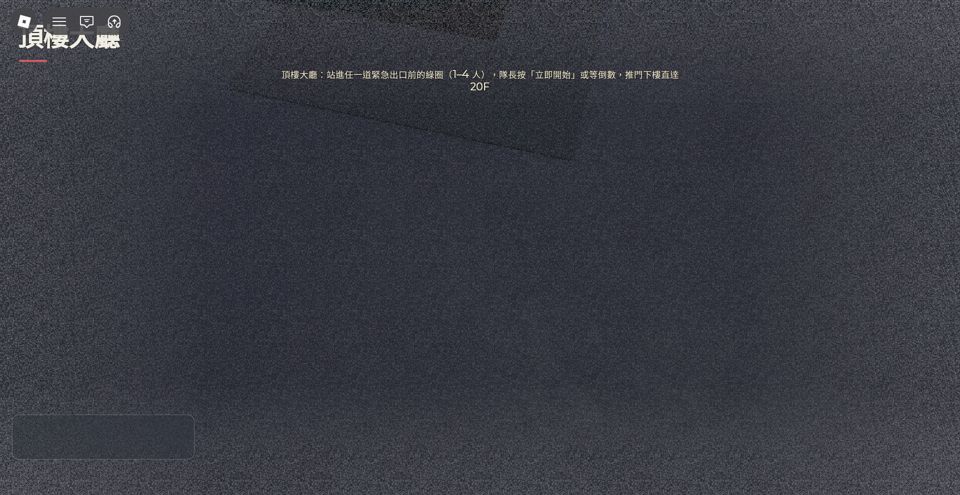 頂樓大廳
頂樓大廳：站進任一道緊急出口前的綠圈（1–4 人），隊長按「立即開始」或等倒數，推門下樓直達
20F